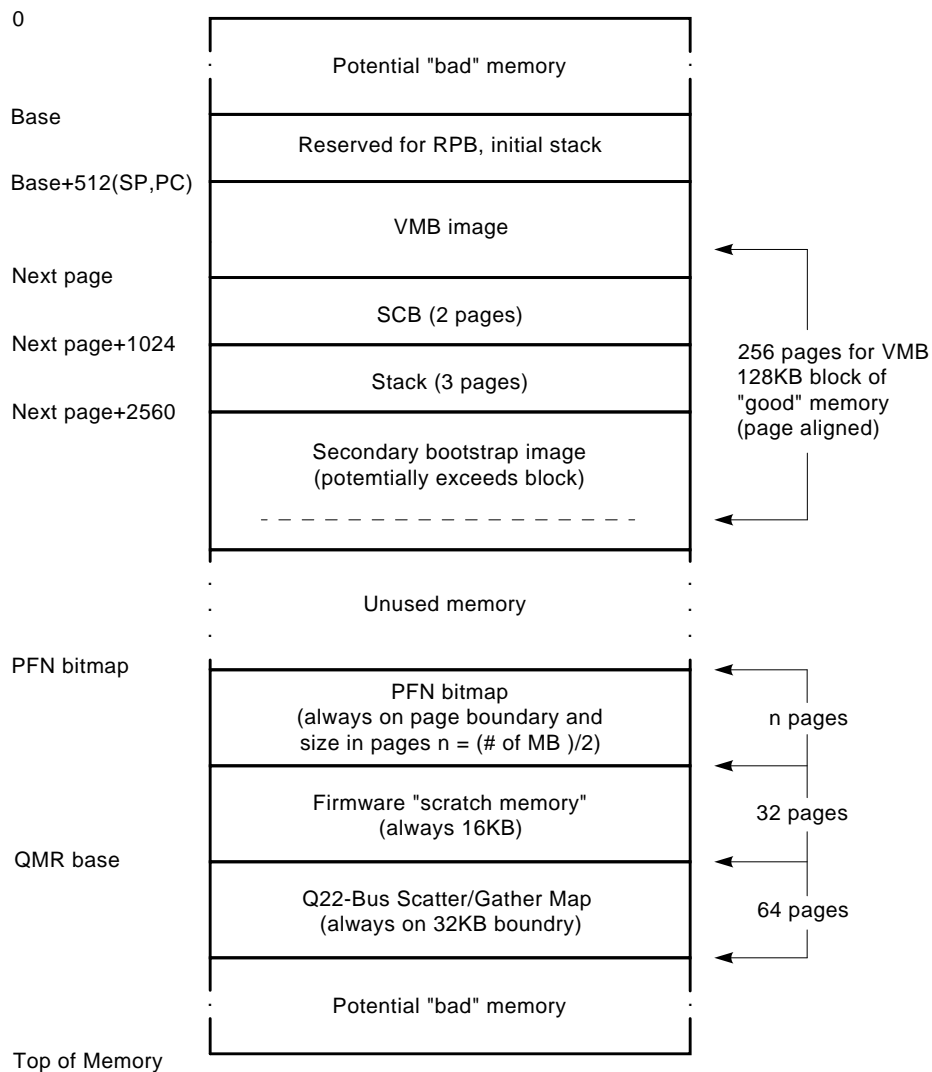 0
Potential "bad" memory
Base
Reserved for RPB, initial stack
Base+512(SP,PC)
VMB image
Next page
SCB (2 pages)
Next page+1024
256 pages for VMB
128KB block of
"good" memory
(page aligned)
Stack (3 pages)
Next page+2560
Secondary bootstrap image
(potemtially exceeds block)
Unused memory
PFN bitmap
PFN bitmap
(always on page boundary and
size in pages n = (# of MB )/2)
n pages
Firmware "scratch memory"
(always 16KB)
32 pages
QMR base
Q22-Bus Scatter/Gather Map
(always on 32KB boundry)
64 pages
Potential "bad" memory
Top of Memory